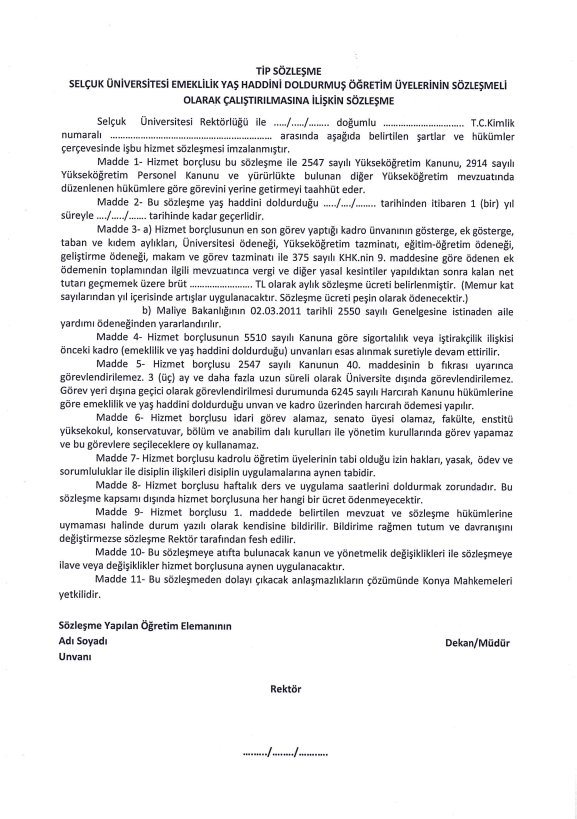 TİP SÖZLEŞME
SELÇUK ÜNİVERSİTESİ EMEKLİLİK YAŞ HADDİNİ DOLDURMUŞ ÖĞRETİM ÜYELERİNİN SÖZLEŞMELİ
OLARAK ÇALIŞTIRILMASINA İLİŞKİN SÖZLEŞME
Selçuk Üniversitesi Rektörlüğü ile ...../...../........ doğumlu ................................ T.C.Kimlik
numaralı ................................................................ arasında aşağıda belirtilen şartlar ve hükümler
çerçevesinde işbu hizmet sözleşmesi imzalanmıştır.
Madde 1- Hizmet borçlusu bu sözleşme ile 2547 sayılı Yükseköğretim Kanunu, 2914 sayılı
Yükseköğretim Personel Kanunu ve yürürlükte bulunan diğer Yükseköğretim mevzuatında
düzenlenen hükümlere göre görevini yerine getirmeyi taahhüt eder.
Madde 2- Bu sözleşme yaş haddini doldurduğu ...../..../........ tarihinden itibaren 1 (bir) yıl
süreyle ..../...../....... tarihinde kadar geçerlidir.
Madde 3- a) Hizmet borçlusunun en son görev yaptığı kadro ünvanının gösterge, ek gösterge,
taban ve kıdem aylıkları, Üniversitesi ödeneği, Yükseköğretim tazminatı, eğitim-öğretim ödeneği,
geliştirme ödeneği, makam ve görev tazminatı ile 375 sayılı KHK.nin 9. maddesine göre ödenen ek
ödemenin toplamından ilgili mevzuatınca vergi ve diğer yasal kesintiler yapıldıktan sonra kalan net
tutarı geçmemek üzere brüt ........................ TL olarak aylık sözleşme ücreti belirlenmiştir. (Memur kat
sayılarından yıl içerisinde artışlar uygulanacaktır. Sözleşme ücreti peşin olarak ödenecektir.)
b) Maliye Bakanlığının 02.03.2011 tarihli 2550 sayılı Genelgesine istinaden aile
yardımı ödeneğinden yararlandırılır.
Madde 4- Hizmet borçlusunun 5510 sayılı Kanuna göre sigortalılık veya iştirakçilik ilişkisi
önceki kadro (emeklilik ve yaş haddini doldurduğu) unvanları esas alınmak suretiyle devam ettirilir.
Madde 5- Hizmet borçlusu 2547 sayılı Kanunun 40. maddesinin b fıkrası uyarınca
görevlendirilemez. 3 (üç) ay ve daha fazla uzun süreli olarak Üniversite dışında görevlendirilemez.
Görev yeri dışına geçici olarak görevlendirilmesi durumunda 6245 sayılı Harcırah Kanunu hükümlerine
göre emeklilik ve yaş haddini doldurduğu unvan ve kadro üzerinden harcırah ödemesi yapılır.
Madde 6- Hizmet borçlusu idari görev alamaz, senato üyesi olamaz, fakülte, enstitü
yüksekokul, konservatuvar, bölüm ve anabilim dalı kurulları ile yönetim kurullarında görev yapamaz
ve bu görevlere seçileceklere oy kullanamaz.
Madde 7- Hizmet borçlusu kadrolu öğretim üyelerinin tabi olduğu izin hakları, yasak, ödev ve
sorumluluklar ile disiplin ilişkileri disiplin uygulamalarına aynen tabidir.
Madde 8- Hizmet borçlusu haftalık ders ve uygulama saatlerini doldurmak zorundadır. Bu
sözleşme kapsamı dışında hizmet borçlusuna her hangi bir ücret ödenmeyecektir.
Madde 9- Hizmet borçlusu 1. maddede belirtilen mevzuat ve sözleşme hükümlerine
uymaması halinde durum yazılı olarak kendisine bildirilir. Bildirime rağmen tutum ve davranışını
değiştirmezse sözleşme Rektör tarafından fesh edilir.
Madde 10- Bu sözleşmeye atıfta bulunacak kanun ve yönetmelik değişiklikleri ile sözleşmeye
ilave veya değişiklikler hizmet borçlusuna aynen uygulanacaktır.
Madde 11- Bu sözleşmeden dolayı çıkacak anlaşmazlıkların çözümünde Konya Mahkemeleri
yetkilidir.
Sözleşme Yapılan Öğretim Elemanının
Adı Soyadı Dekan/Müdür
Unvanı
Rektör
........./......../...........